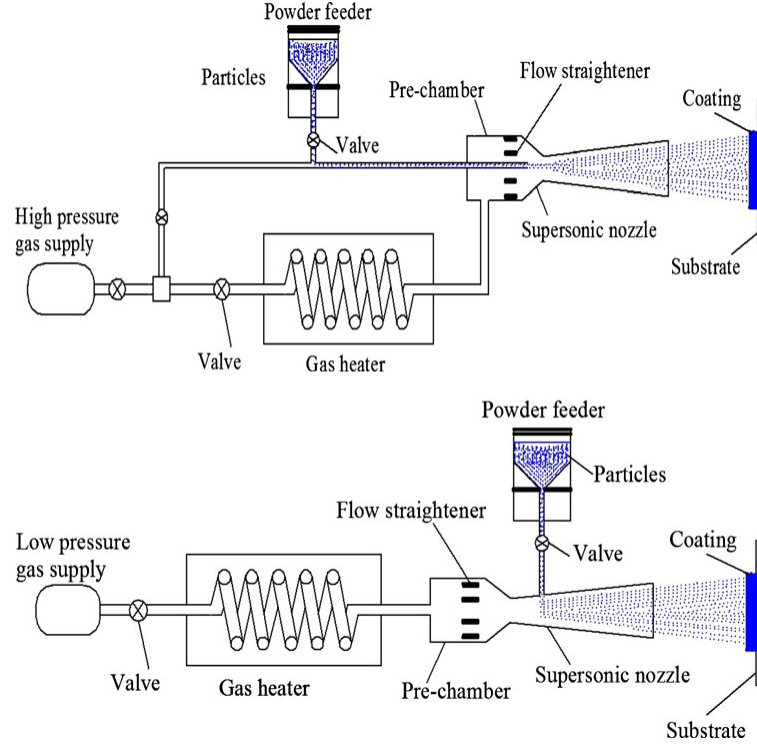 Powder feeder
Particles
Flow straightener
Pre-chamber
Coating
Valve
High pressure
gas supply
Supersonic nozzle
Substrate
Valve
Gas heater
Powder feeder
Particles
Flow straightener
Low pressure
gas supply
Valve
Coating
Valve
Gas heater
Pre-chamber
Supersonic nozzle
Substrate